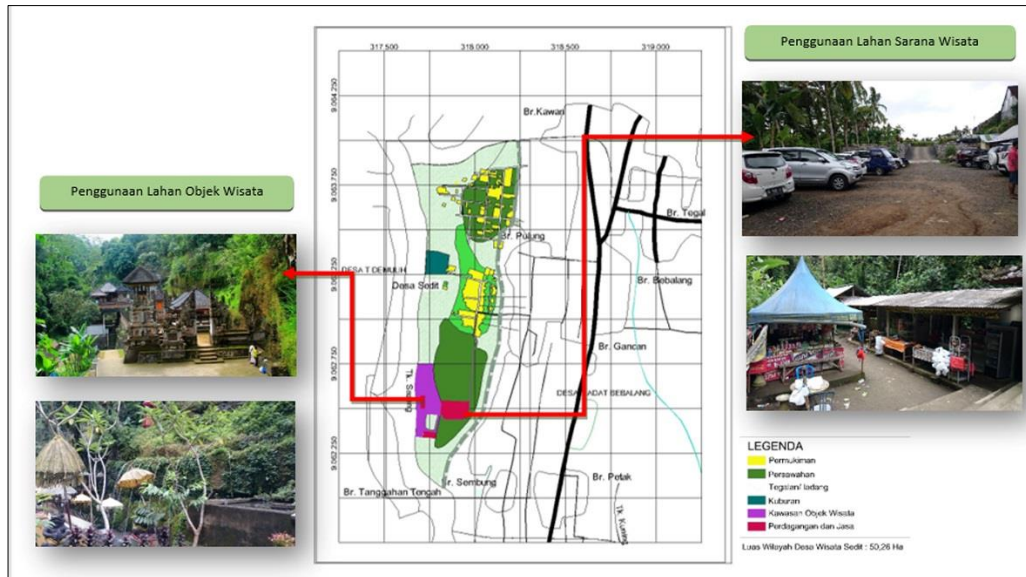 Penggunaan Lahan Objek Wisata
Penggunaan Lahan Sarana Wisata
317.500 318.000 318.500 319.000
9.064.250
9.063.750
9.062.750
9.062.250
Br.Kawan
Br. Tegal
Br. Pulung
DESA T DEMULIH
Desa Sedit
Br. Bebalang
Br. Gancan
DESA ADAT BEBALANG
Br. Petak
Br. Tanggahan Tengah
Br. Sembung
Tk. Kuning
LEGENDA
Permukiman
Persawahan
Tegalan/ladang
Kuburan
Kawasan Objek Wisata
Perdagangan dan Jasa
Luas Wilayah Desa Wisata Sedit : 50,26 Ha